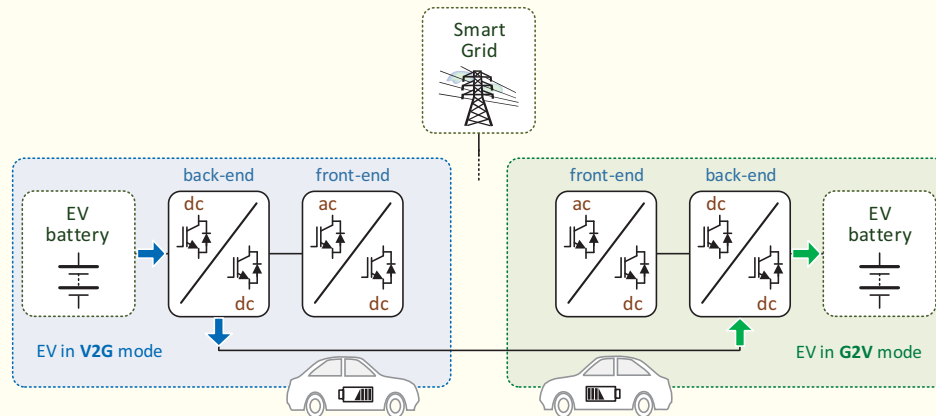 Smart
Grid
back-end
front-end
EV
battery
dc
dc
ac
dc
EV in V2G mode
front-end
back-end
ac
dc
dc
dc
EV
battery
EV in G2V mode